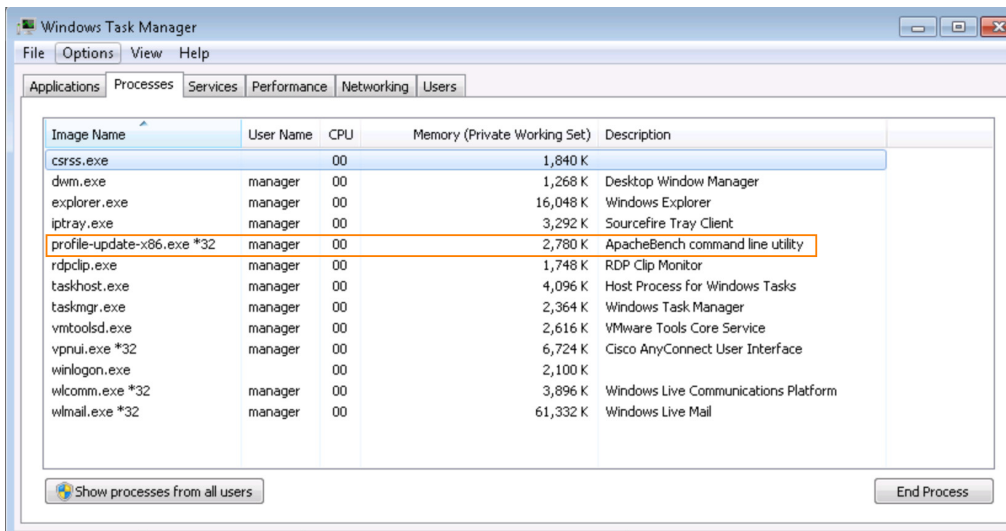 Windows Task Manager
File Options View Help
Applications Processes Services Performance Networking Users
Image Name User Name CPU Memory (Private Working Set) Description
csrss.exe 00 1,840 K
dwm.exe manager 00 1,268 K Desktop Window Manager
explorer.exe manager 00 16,048 K Windows Explorer
iptray.exe manager 00 3,292 K Sourcefire Tray Client
profile-update-x86.exe *32 manager 00 2,780 K ApacheBench command line utility
rdpclip.exe manager 00 1,748 K RDP Clip Monitor
taskhost.exe manager 00 4,096 K Host Process for Windows Tasks
taskmgr.exe manager 00 2,364 K Windows Task Manager
vmtoolsd.exe manager 00 2,616 K VMware Tools Core Service
vpnui.exe *32 manager 00 6,724 K Cisco AnyConnect User Interface
winlogon.exe 00 2,100 K
wlcomm.exe *32 manager 00 3,896 K Windows Live Communications Platform
wlmail.exe *32 manager 00 61,332 K Windows Live Mail
Show processes from all users End Process